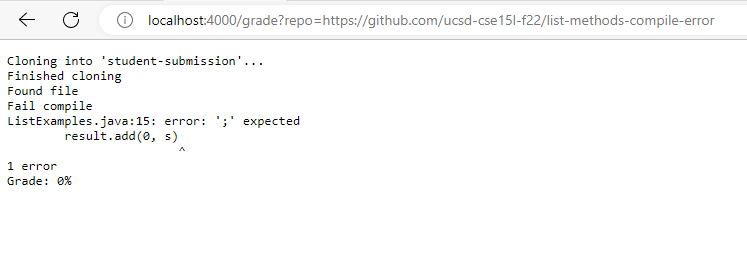 localhost:4000/grade?repo=https://github.com/ucsd-cse15l-f22/list-methods-compile-error
Cloning into 'student-submission'...
Finished cloning
Found file
Fail compile
ListExamples.java:15: error: ';' expected
        result.add(0, s)
                        ^
1 error
Grade: 0%